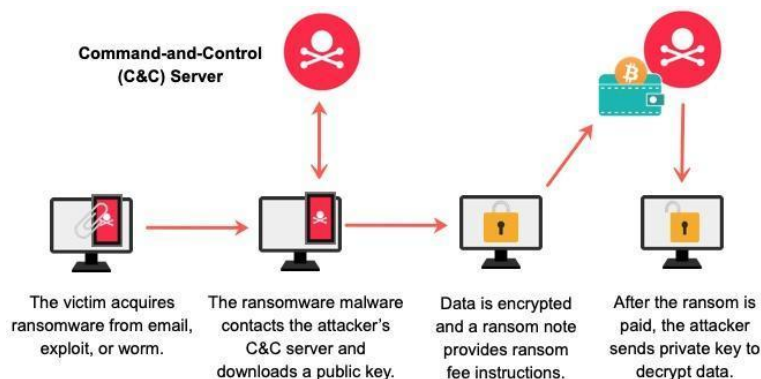 Command-and-Control
(C&C) Server
The victim acquires
ransomware from email,
exploit, or worm.
The ransomware malware
contacts the attacker's
C&C server and
downloads a public key.
Data is encrypted
and a ransom note
provides ransom
fee instructions.
After the ransom is
paid, the attacker
sends private key to
decrypt data.